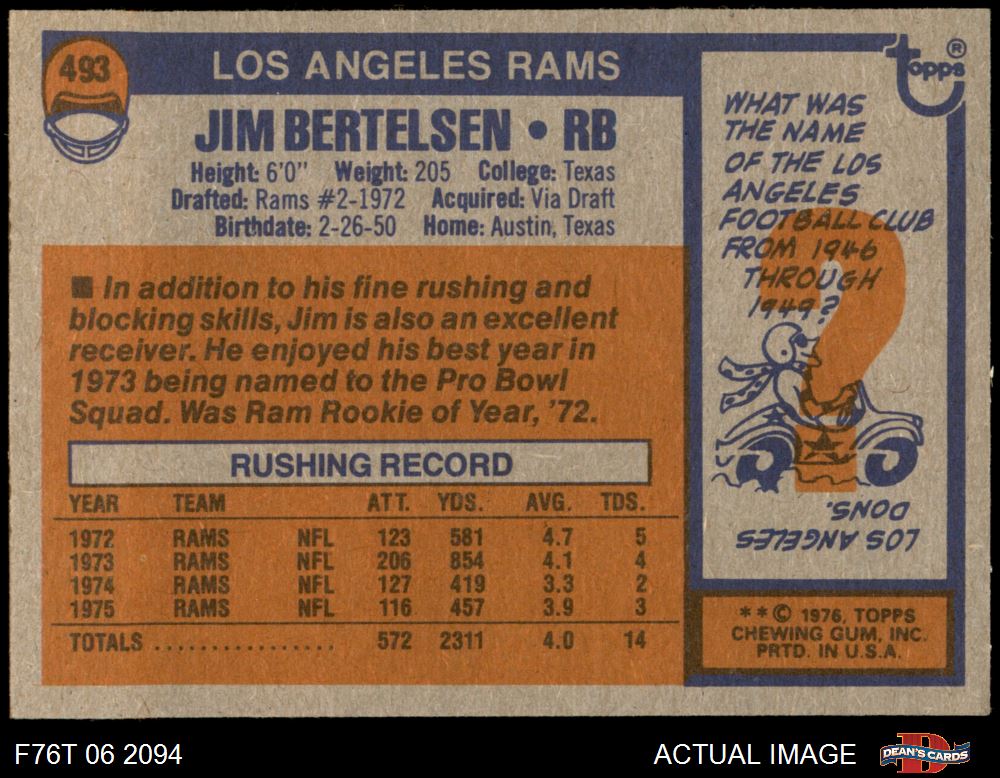 493
LOS ANGELES RAMS
JIM BERTELSEN • RB
Height: 6'0" Weight: 205 College: Texas
Drafted: Rams #2-1972 Acquired: Via Draft
Birthdate: 2-26-50 Home: Austin, Texas
■ In addition to his fine rushing and
blocking skills, Jim is also an excellent
receiver. He enjoyed his best year in
1973 being named to the Pro Bowl
Squad. Was Ram Rookie of Year, '72.
RUSHING RECORD
YEAR TEAM ATT. YDS. AVG. TDS.
1972 RAMS NFL 123 581 4.7 5
1973 RAMS NFL 206 854 4.1 4
1974 RAMS NFL 127 419 3.3 2
1975 RAMS NFL 116 457 3.9 3
TOTALS ................ 572 2311 4.0 14
topps ®
WHAT WAS
THE NAME
OF THE LOS
ANGELES
FOOTBALL CLUB
FROM 1946
THROUGH
1949?
?
LOS ANGELES
DONS.
**© 1976, TOPPS
CHEWING GUM, INC.
PRTD. IN U.S.A.
F76T 06 2094
ACTUAL IMAGE
DEAN'S CARDS